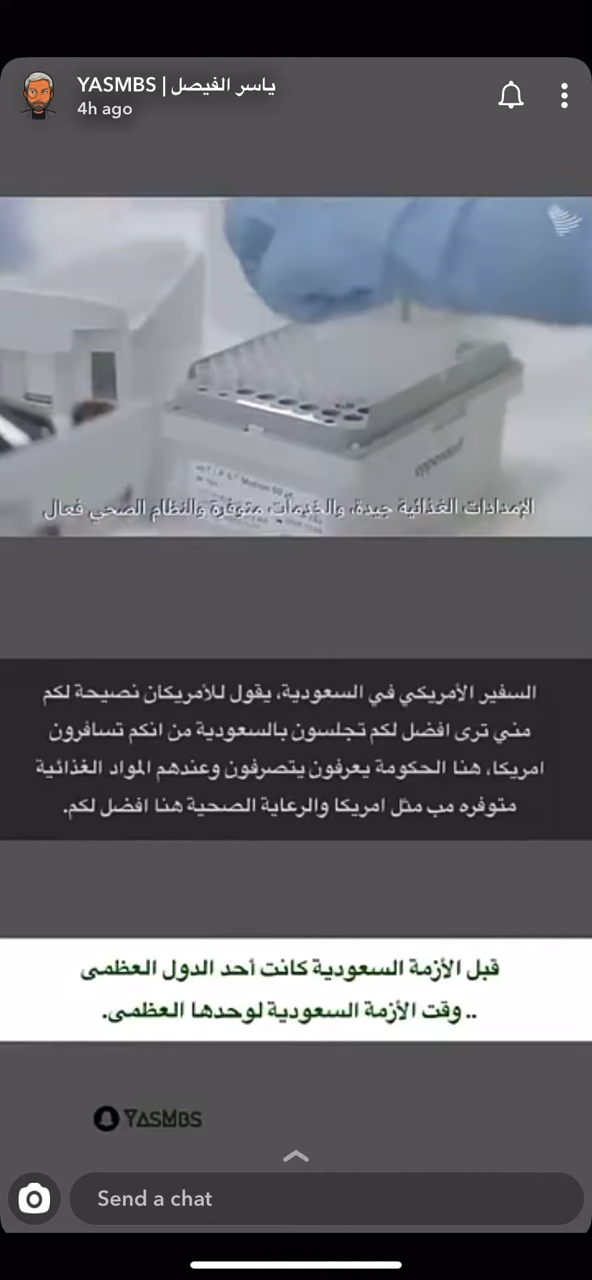 YASMBS | ياسر الفيصل
4h ago
eppendorf
الإمدادات الغذائية جيدة، والخدمات متوفرة والنظام الصحي فعال
السفير الأمريكي في السعودية، يقول للأمريكان نصيحة لكم
مني ترى افضل لكم تجلسون بالسعودية من انكم تسافرون
امريكا، هنا الحكومة يعرفون يتصرفون وعندهم المواد الغذائية
متوفره مب مثل امريكا والرعاية الصحية هنا افضل لكم.
قبل الأزمة السعودية كانت أحد الدول العظمى
.. وقت الأزمة السعودية لوحدها العظمى.
YASMBS
Send a chat